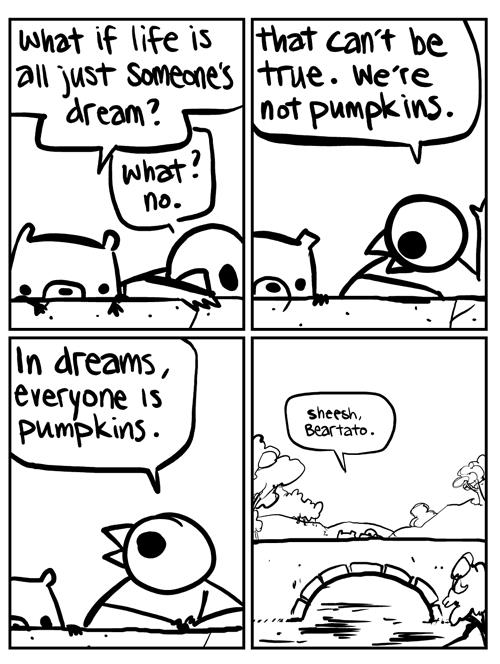 What if life is
all just someone's
dream?
What?
no.
that can't be
true. We're
not pumpkins.
In dreams,
everyone is
pumpkins.
sheesh,
Beartato.